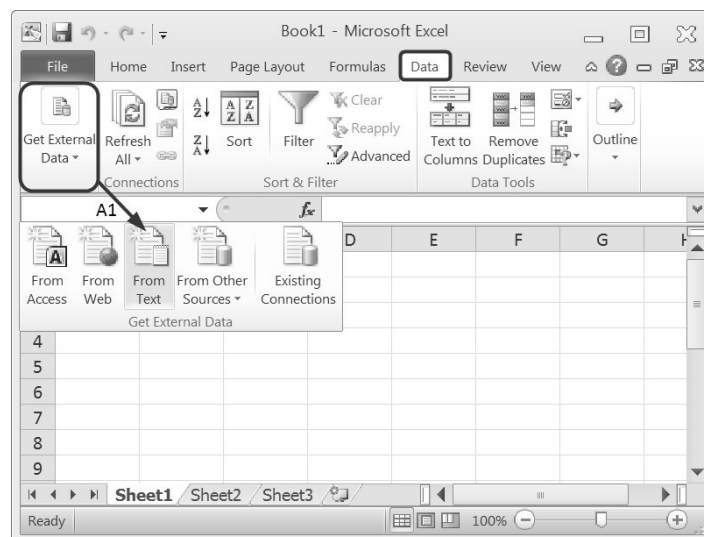 Book1 - Microsoft Excel
File Home Insert Page Layout Formulas Data Review View
Get External Data
Refresh All
Connections
A Z
Z A
A Z
Z A
Sort
Filter
Clear
Reapply
Advanced
Sort & Filter
Text to Columns
Remove Duplicates
Data Tools
Outline
A1
fx
From Access
From Web
From Text
From Other Sources
Existing Connections
Get External Data
D E F G
4
5
6
7
8
9
Sheet1 Sheet2 Sheet3
Ready
100%